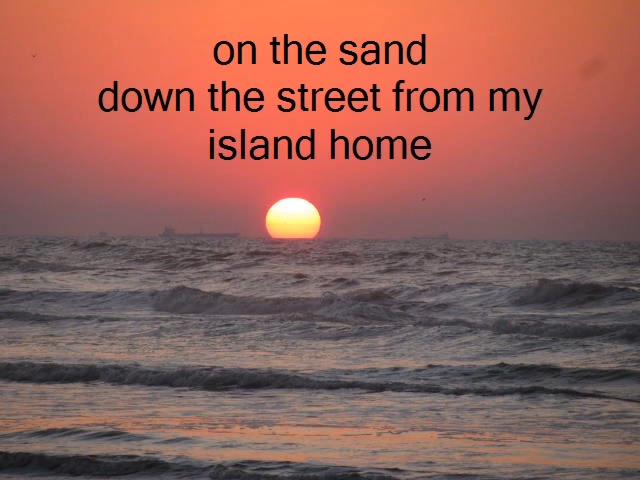 on the sand
down the street from my
island home